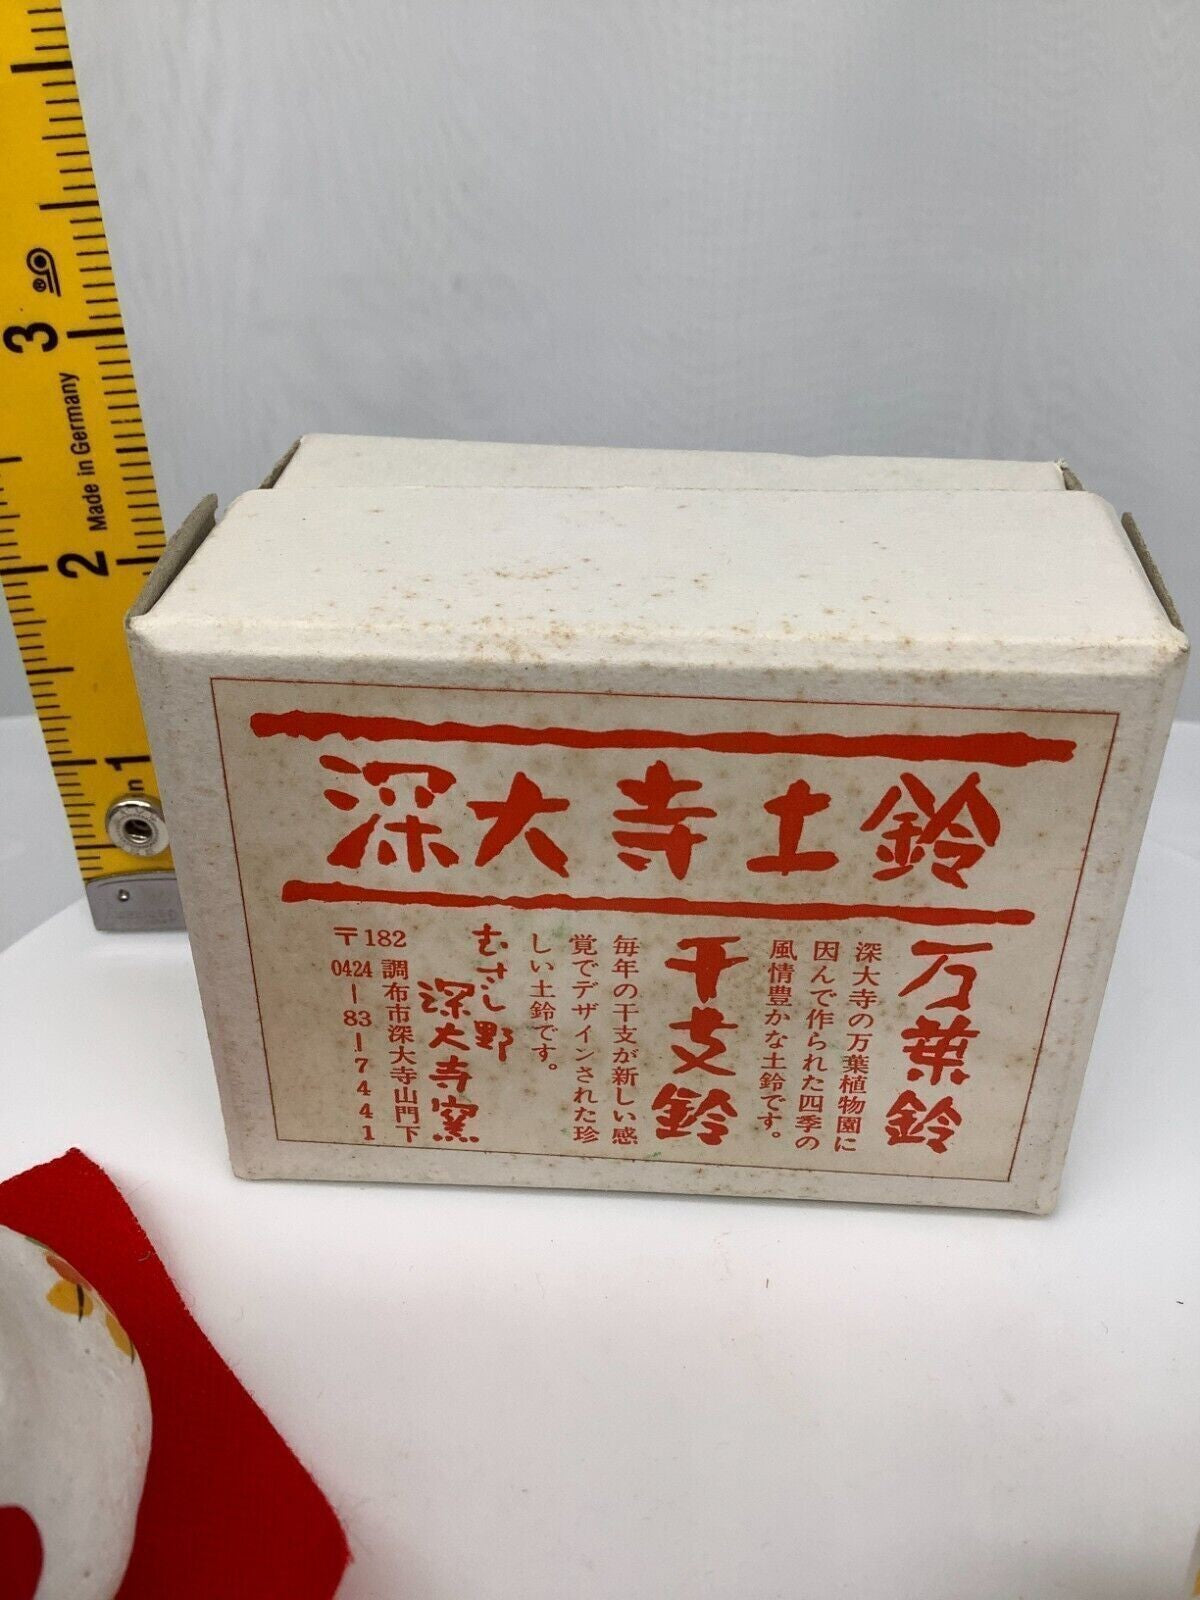 深大寺土鈴
万葉鈴
深大寺の万葉植物園に
因んで作られた四季の
風情豊かな土鈴です。
干支鈴
毎年の干支が新しい感
覚でデザインされた珍
しい土鈴です。
むさし野
深大寺窯
〒182 調布市深大寺山門下
0424-83-7441
3
Made in Germany
2
1
in